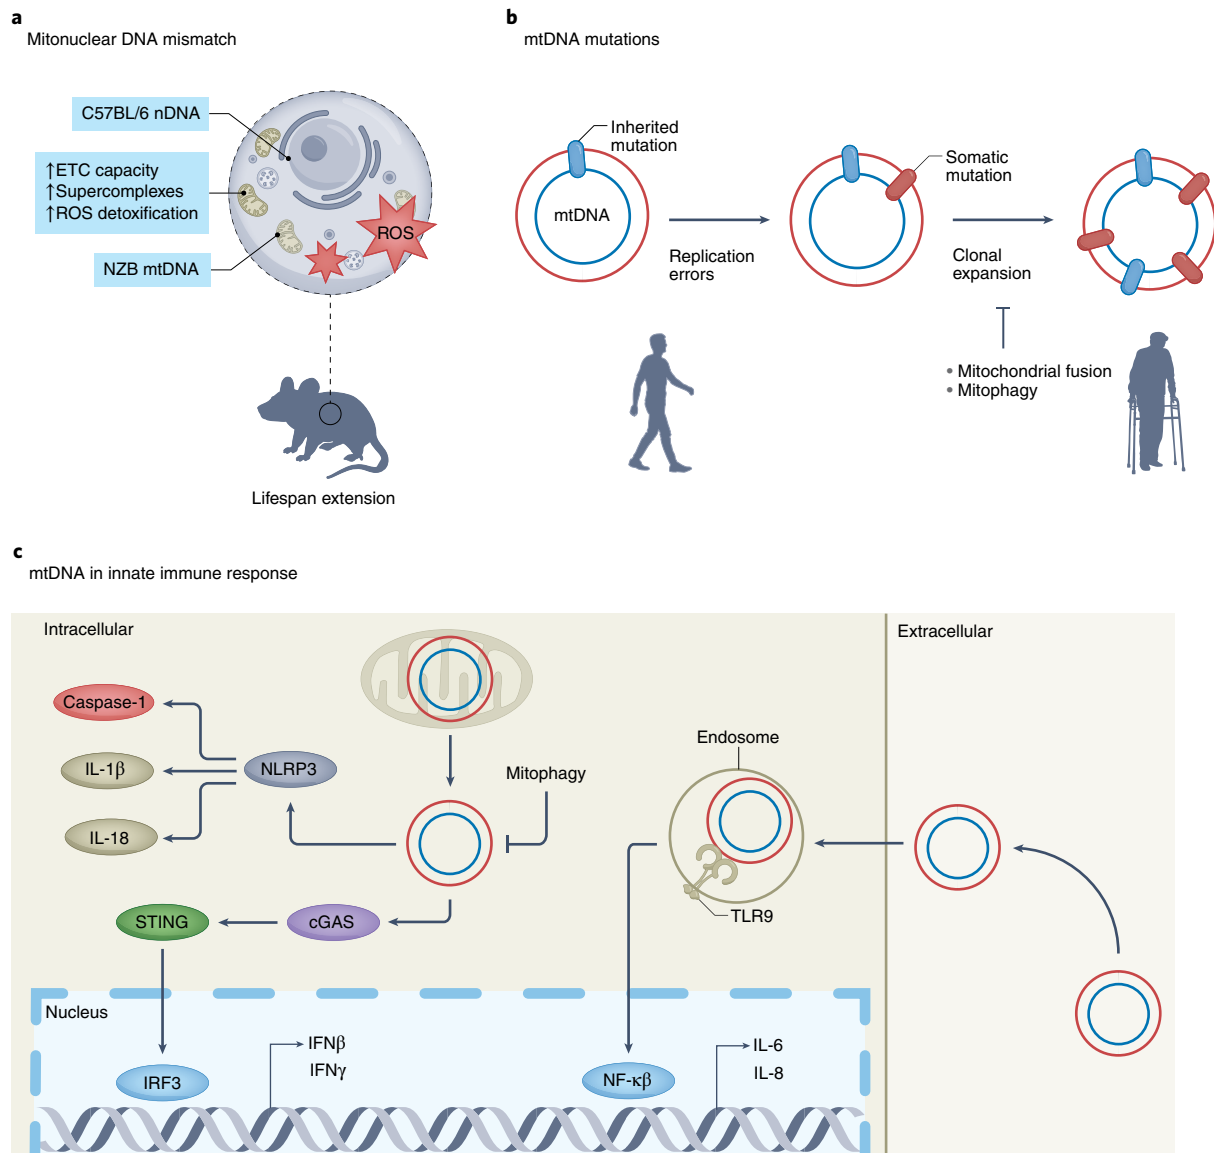 a
Mitonuclear DNA mismatch
C57BL/6 nDNA
↑ETC capacity
↑Supercomplexes
↑ROS detoxification
NZB mtDNA
ROS
Lifespan extension
b
mtDNA mutations
Inherited
mutation
mtDNA
Replication
errors
Somatic
mutation
Clonal
expansion
• Mitochondrial fusion
• Mitophagy
c
mtDNA in innate immune response
Intracellular
Extracellular
Caspase-1
IL-1β
IL-18
NLRP3
Mitophagy
Endosome
TLR9
STING
cGAS
Nucleus
IRF3
IFNβ
IFNγ
NF-κβ
IL-6
IL-8